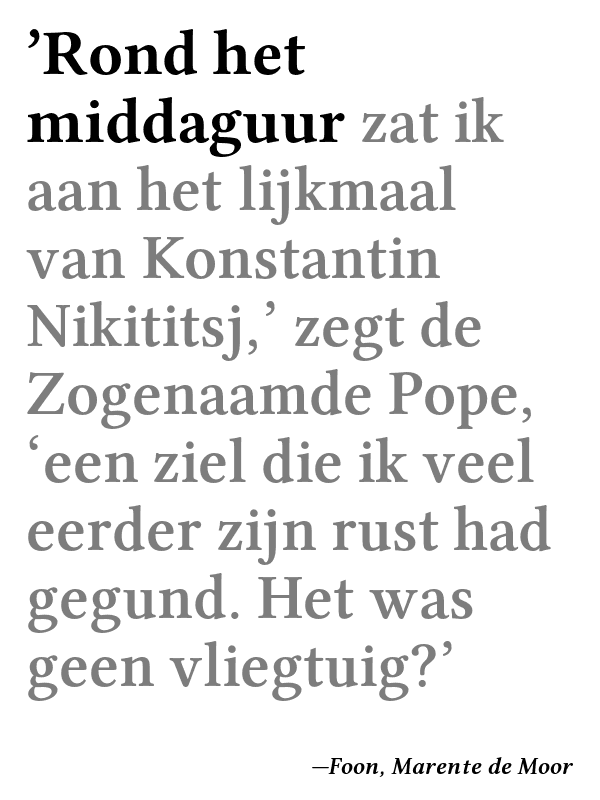 ’Rond het
middaguur zat ik
aan het lijkmaal
van Konstantin
Nikititsj,’ zegt de
Zogenaamde Pope,
‘een ziel die ik veel
eerder zijn rust had
gegund. Het was
geen vliegtuig?’
—Foon, Marente de Moor